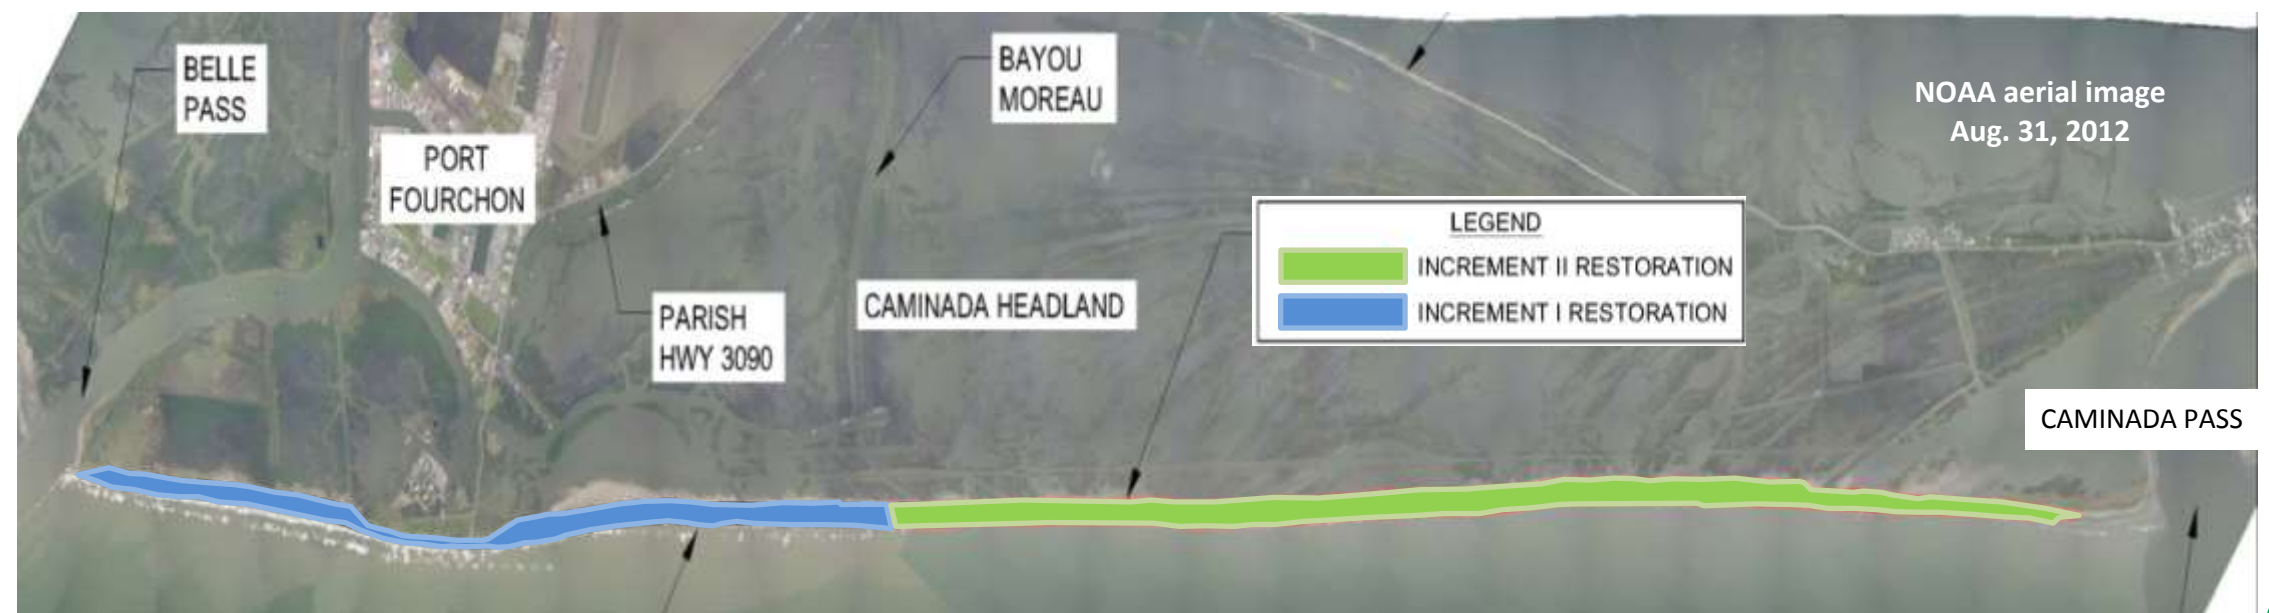 BELLE
PASS
PORT
FOURCHON
BAYOU
MOREAU
NOAA aerial image
Aug. 31, 2012
PARISH
HWY 3090
CAMINADA HEADLAND
LEGEND
INCREMENT II RESTORATION
INCREMENT I RESTORATION
CAMINADA PASS